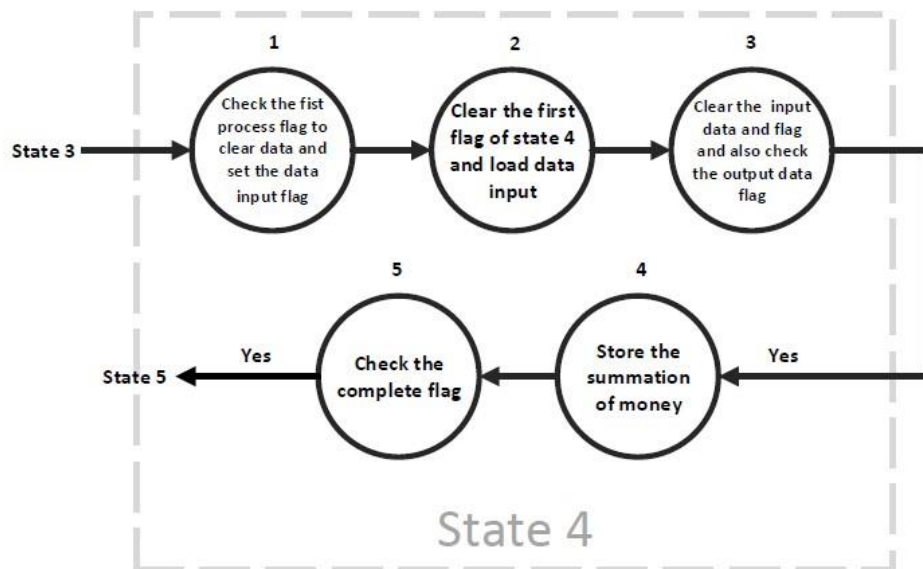 1
2
3
Check the fist
process flag to
clear data and
set the data
input flag
Clear the first
flag of state 4
and load data
input
Clear the input
data and flag
and also check
the output data
flag
State 3
5
4
Yes
Check the
complete flag
Store the
summation
of money
Yes
State 5
State 4